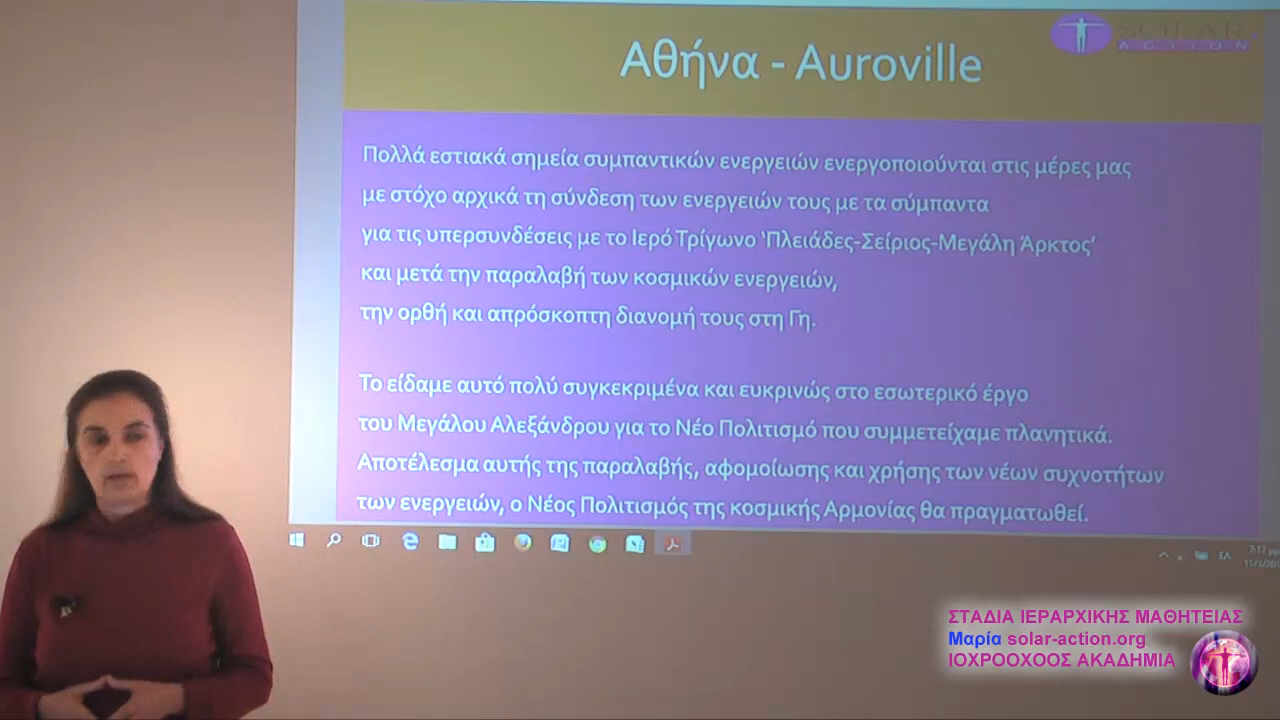 SOLAR
ACTION
Αθήνα - Auroville
Πολλά εστιακά σημεία συμπαντικών ενεργειών ενεργοποιούνται στις μέρες μας
με στόχο αρχικά τη σύνδεση των ενεργειών τους με τα σύμπαντα
για τις υπερσυνδέσεις με το Ιερό Τρίγωνο ‘Πλειάδες-Σείριος-Μεγάλη Άρκτος’
και μετά την παραλαβή των κοσμικών ενεργειών,
την ορθή και απρόσκοπτη διανομή τους στη Γη.
Το είδαμε αυτό πολύ συγκεκριμένα και ευκρινώς στο εσωτερικό έργο
του Μεγάλου Αλεξάνδρου για το Νέο Πολιτισμό που συμμετείχαμε πλανητικά.
Αποτέλεσμα αυτής της παραλαβής, αφομοίωσης και χρήσης των νέων συχνοτήτων
των ενεργειών, ο Νέος Πολιτισμός της κοσμικής Αρμονίας θα πραγματωθεί.
ΕΛ
7:17
ΣΤΑΔΙΑ ΙΕΡΑΡΧΙΚΗΣ ΜΑΘΗΤΕΙΑΣ
Μαρία solar-action.org
ΙΟΧΡΟΟΧΟΟΣ ΑΚΑΔΗΜΙΑ